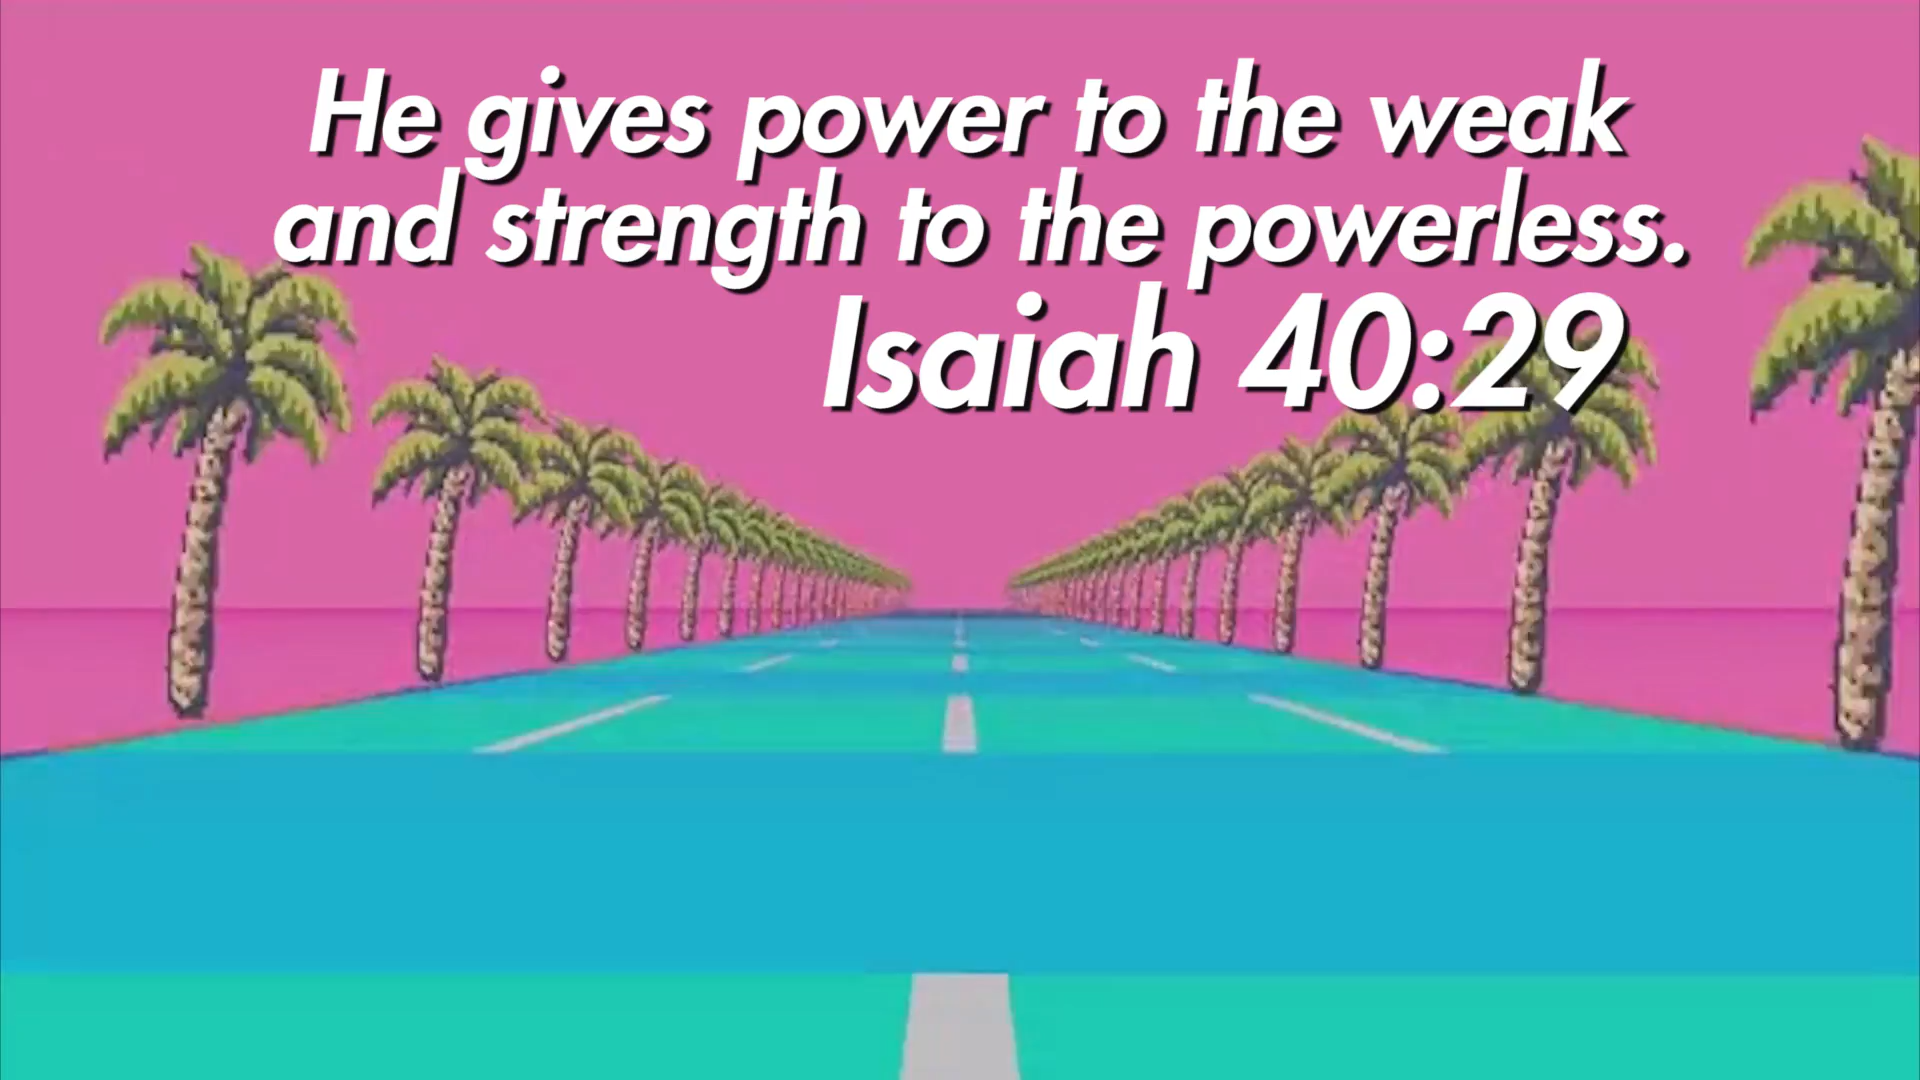 He gives power to the weak
and strength to the powerless.
Isaiah 40:29